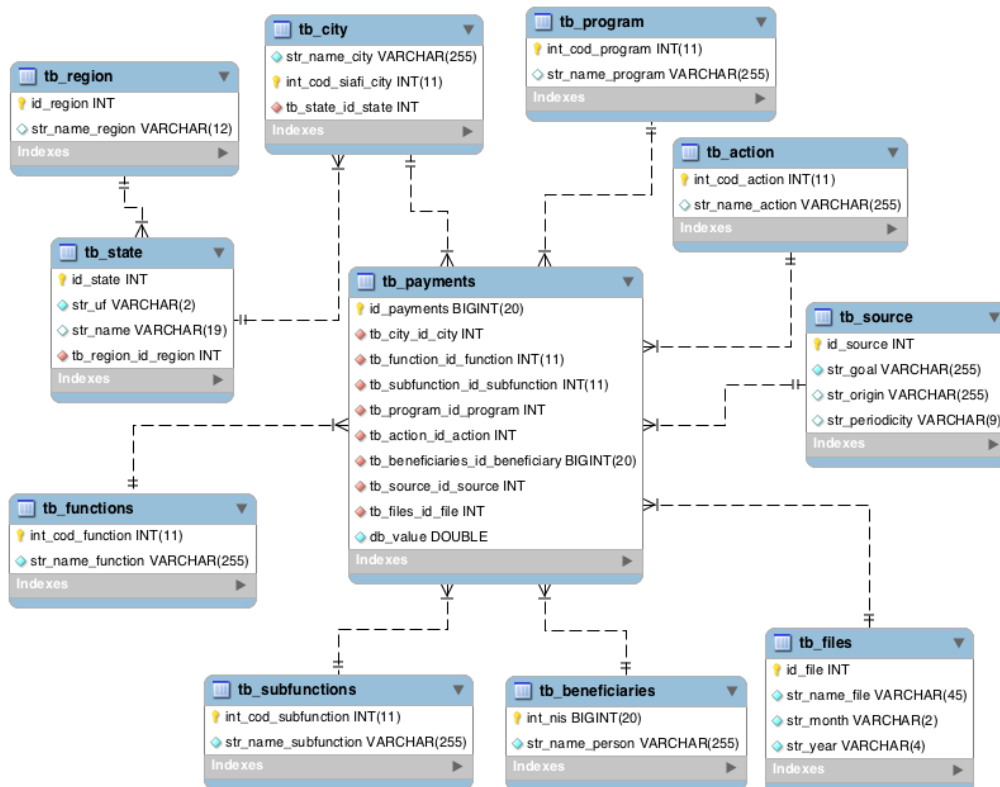 tb_region
id_region INT
str_name_region VARCHAR(12)
Indexes
tb_city
str_name_city VARCHAR(255)
int_cod_siafi_city INT(11)
tb_state_id_state INT
Indexes
tb_program
int_cod_program INT(11)
str_name_program VARCHAR(255)
Indexes
tb_action
int_cod_action INT(11)
str_name_action VARCHAR(255)
Indexes
tb_state
id_state INT
str_uf VARCHAR(2)
str_name VARCHAR(19)
tb_region_id_region INT
Indexes
tb_payments
id_payments BIGINT(20)
tb_city_id_city INT
tb_function_id_function INT(11)
tb_subfunction_id_subfunction INT(11)
tb_program_id_program INT
tb_action_id_action INT
tb_beneficiaries_id_beneficiary BIGINT(20)
tb_source_id_source INT
tb_files_id_file INT
db_value DOUBLE
Indexes
tb_source
id_source INT
str_goal VARCHAR(255)
str_origin VARCHAR(255)
str_periodicity VARCHAR(9)
Indexes
tb_functions
int_cod_function INT(11)
str_name_function VARCHAR(255)
Indexes
tb_subfunctions
int_cod_subfunction INT(11)
str_name_subfunction VARCHAR(255)
Indexes
tb_beneficiaries
int_nis BIGINT(20)
str_name_person VARCHAR(255)
Indexes
tb_files
id_file INT
str_name_file VARCHAR(45)
str_month VARCHAR(2)
str_year VARCHAR(4)
Indexes